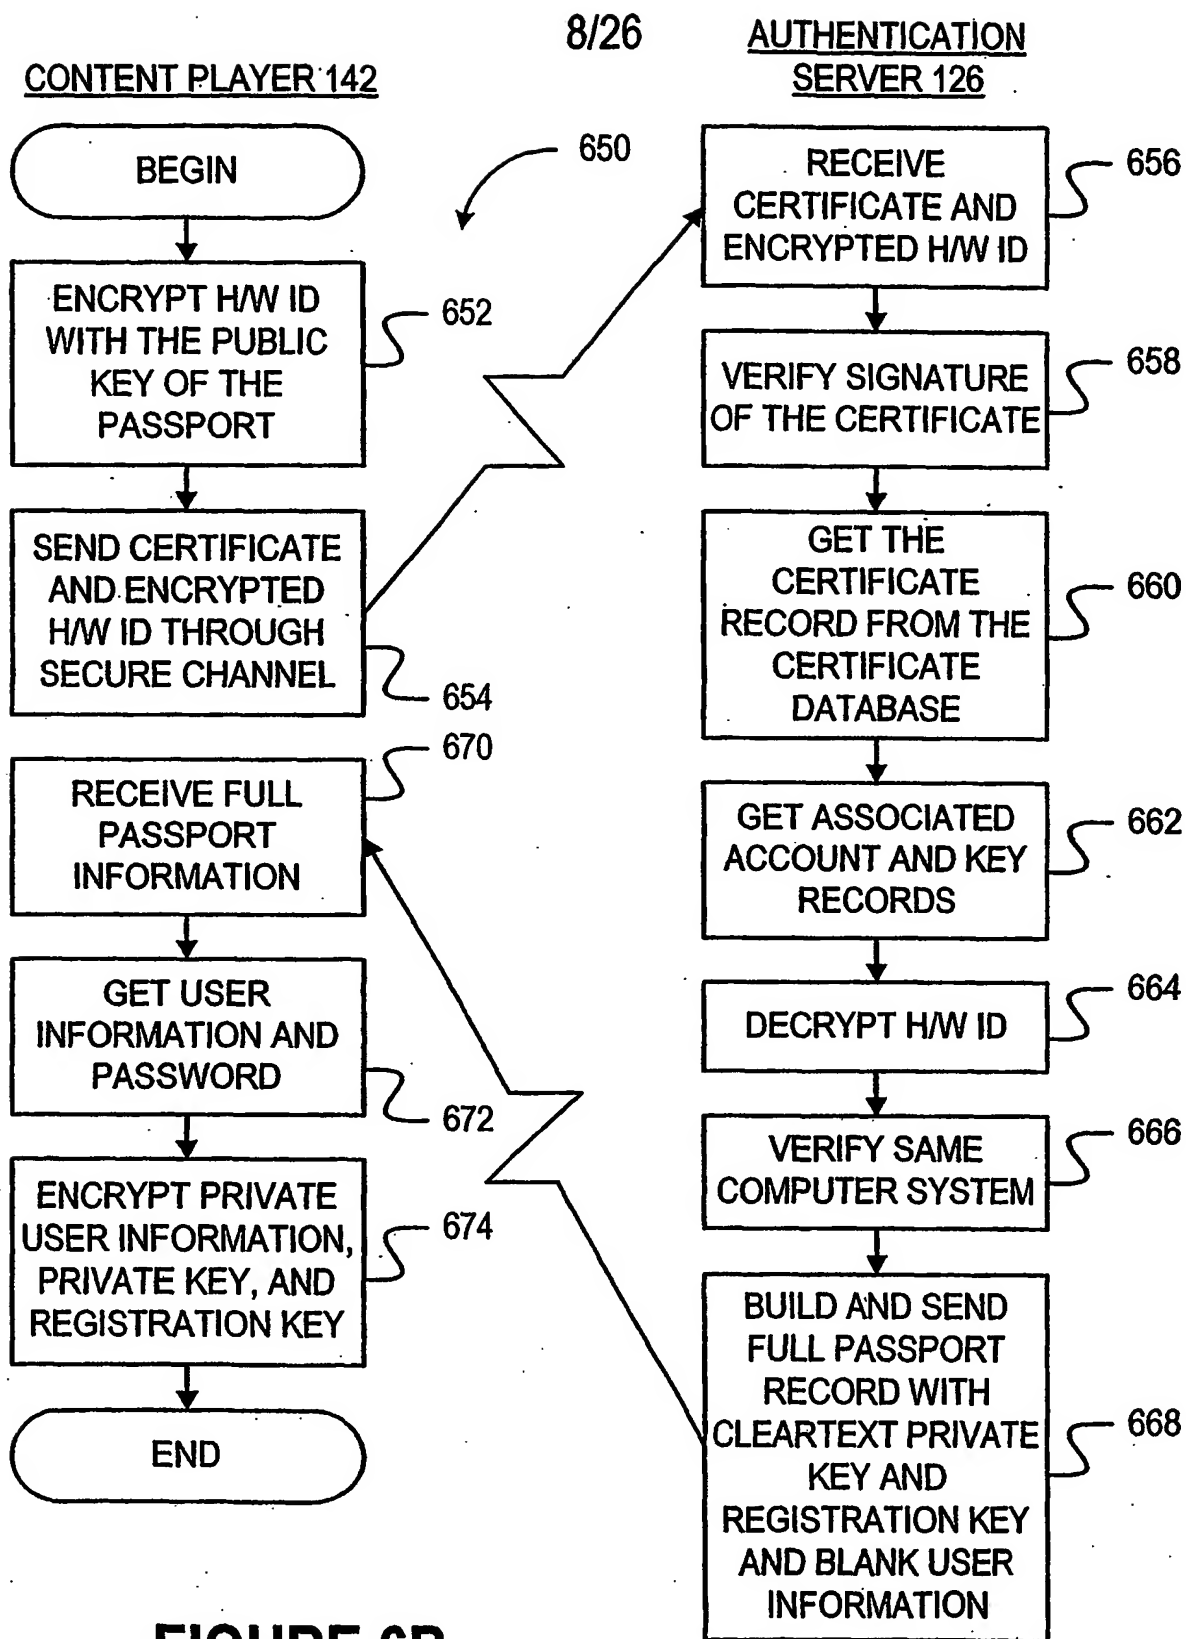 8/26
CONTENT PLAYER 142
BEGIN
650
ENCRYPT H/W ID
WITH THE PUBLIC
KEY OF THE
PASSPORT
652
SEND CERTIFICATE
AND ENCRYPTED
H/W ID THROUGH
SECURE CHANNEL
654
RECEIVE FULL
PASSPORT
INFORMATION
670
GET USER
INFORMATION AND
PASSWORD
672
ENCRYPT PRIVATE
USER INFORMATION,
PRIVATE KEY, AND
REGISTRATION KEY
674
END
AUTHENTICATION
SERVER 126
RECEIVE
CERTIFICATE AND
ENCRYPTED H/W ID
656
VERIFY SIGNATURE
OF THE CERTIFICATE
658
GET THE
CERTIFICATE
RECORD FROM THE
CERTIFICATE
DATABASE
660
GET ASSOCIATED
ACCOUNT AND KEY
RECORDS
662
DECRYPT H/W ID
664
VERIFY SAME
COMPUTER SYSTEM
666
BUILD AND SEND
FULL PASSPORT
RECORD WITH
CLEARTEXT PRIVATE
KEY AND
REGISTRATION KEY
AND BLANK USER
INFORMATION
668